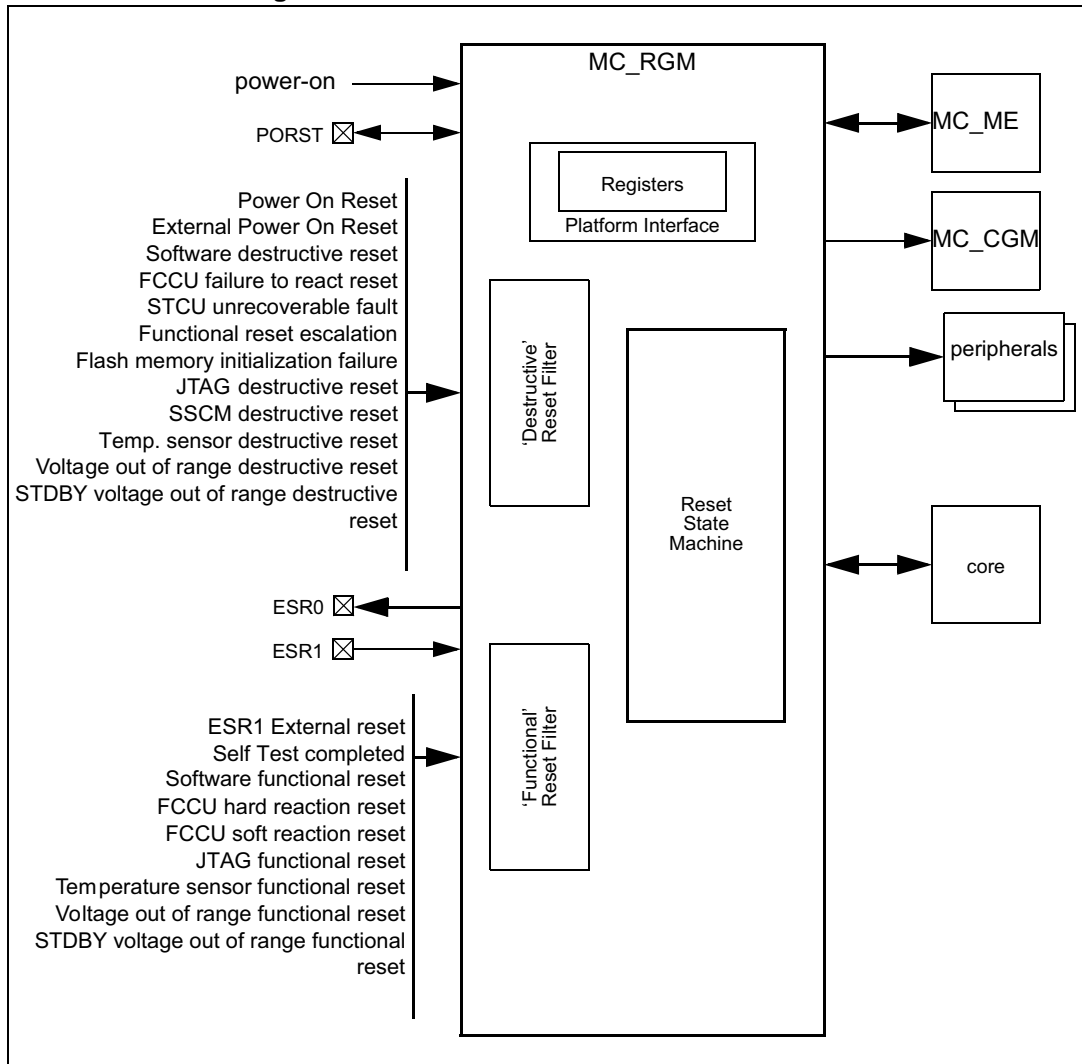 MC_RGM
power-on
PORST
Power On Reset
External Power On Reset
Software destructive reset
FCCU failure to react reset
STCU unrecoverable fault
Functional reset escalation
Flash memory initialization failure
JTAG destructive reset
SSCM destructive reset
Temp. sensor destructive reset
Voltage out of range destructive reset
STDBY voltage out of range destructive
reset
ESR0
ESR1
ESR1 External reset
Self Test completed
Software functional reset
FCCU hard reaction reset
FCCU soft reaction reset
JTAG functional reset
Temperature sensor functional reset
Voltage out of range functional reset
STDBY voltage out of range functional
reset
Registers
Platform Interface
'Destructive'
Reset Filter
'Functional'
Reset Filter
Reset
State
Machine
MC_ME
MC_CGM
peripherals
core